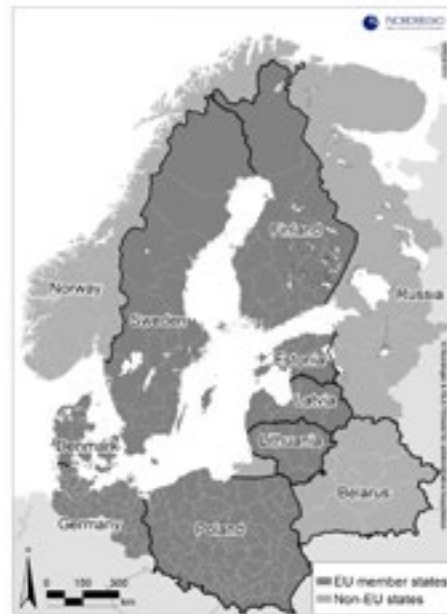 NORDREGIO
Finland
Norway
Sweden
Russia
Estonia
Latvia
Lithuania
Denmark
Belarus
Germany
Poland
0
150
300
km
EU member states
Non-EU states